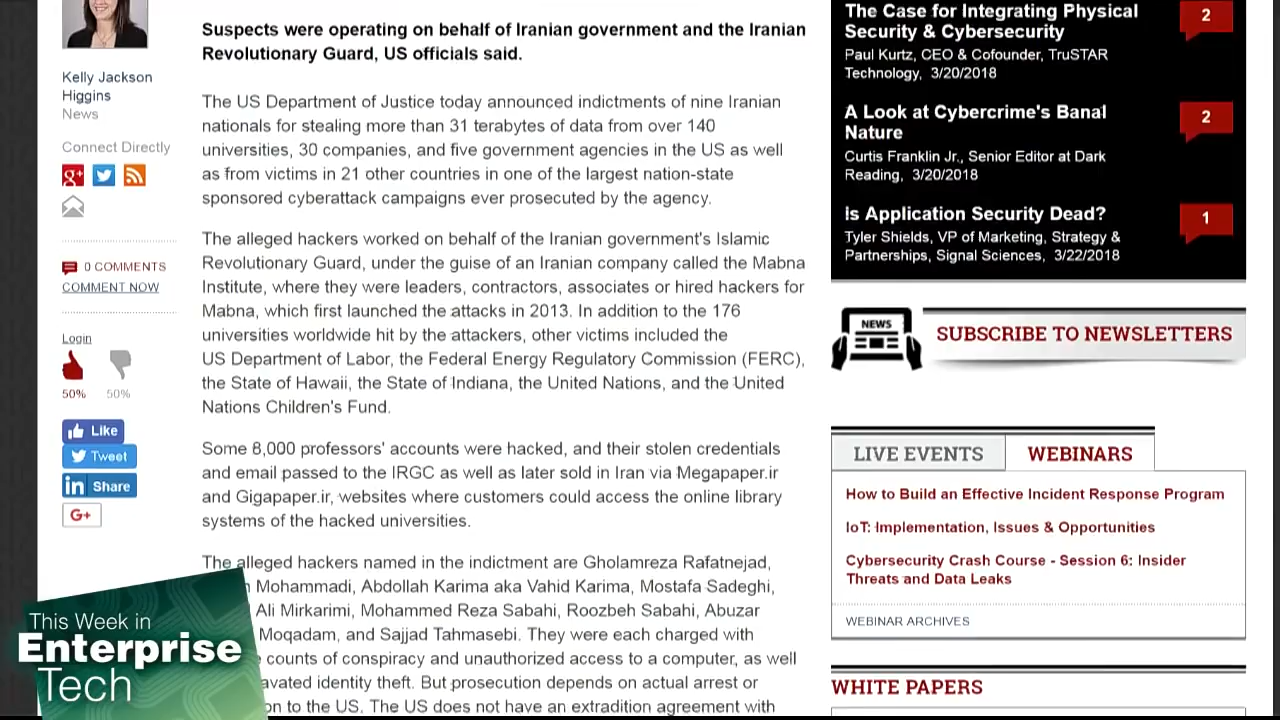 Kelly Jackson
Higgins
News
Connect Directly
g+
0 COMMENTS
COMMENT NOW
Login
50%
50%
Like
Tweet
in Share
G+
Suspects were operating on behalf of Iranian government and the Iranian
Revolutionary Guard, US officials said.
The US Department of Justice today announced indictments of nine Iranian
nationals for stealing more than 31 terabytes of data from over 140
universities, 30 companies, and five government agencies in the US as well
as from victims in 21 other countries in one of the largest nation-state
sponsored cyberattack campaigns ever prosecuted by the agency.
The alleged hackers worked on behalf of the Iranian government's Islamic
Revolutionary Guard, under the guise of an Iranian company called the Mabna
Institute, where they were leaders, contractors, associates or hired hackers for
Mabna, which first launched the attacks in 2013. In addition to the 176
universities worldwide hit by the attackers, other victims included the
US Department of Labor, the Federal Energy Regulatory Commission (FERC),
the State of Hawaii, the State of Indiana, the United Nations, and the United
Nations Children's Fund.
Some 8,000 professors' accounts were hacked, and their stolen credentials
and email passed to the IRGC as well as later sold in Iran via Megapaper.ir
and Gigapaper.ir, websites where customers could access the online library
systems of the hacked universities.
The alleged hackers named in the indictment are Gholamreza Rafatnejad,
Mohammadi, Abdollah Karima aka Vahid Karima, Mostafa Sadeghi,
Ali Mirkarimi, Mohammed Reza Sabahi, Roozbeh Sabahi, Abuzar
Moqadam, and Sajjad Tahmasebi. They were each charged with
counts of conspiracy and unauthorized access to a computer, as well
identity theft. But prosecution depends on actual arrest or
to the US. The US does not have an extradition agreement with
The Case for Integrating Physical
Security & Cybersecurity
2
Paul Kurtz, CEO & Cofounder, TruSTAR
Technology, 3/20/2018
A Look at Cybercrime's Banal
Nature
2
Curtis Franklin Jr., Senior Editor at Dark
Reading, 3/20/2018
Is Application Security Dead?
1
Tyler Shields, VP of Marketing, Strategy &
Partnerships, Signal Sciences, 3/22/2018
NEWS
SUBSCRIBE TO NEWSLETTERS
LIVE EVENTS
WEBINARS
How to Build an Effective Incident Response Program
IoT: Implementation, Issues & Opportunities
Cybersecurity Crash Course - Session 6: Insider
Threats and Data Leaks
WEBINAR ARCHIVES
WHITE PAPERS
This Week in
Enterprise
Tech